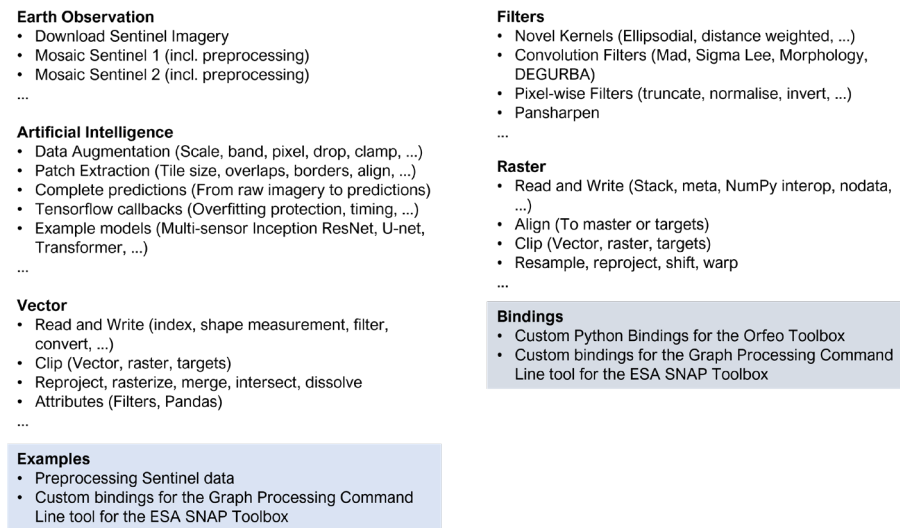 Earth Observation
• Download Sentinel Imagery
• Mosaic Sentinel 1 (incl. preprocessing)
• Mosaic Sentinel 2 (incl. preprocessing)
...
Artificial Intelligence
• Data Augmentation (Scale, band, pixel, drop, clamp, ...)
• Patch Extraction (Tile size, overlaps, borders, align, ...)
• Complete predictions (From raw imagery to predictions)
• Tensorflow callbacks (Overfitting protection, timing, ...)
• Example models (Multi-sensor Inception ResNet, U-net,
Transformer, ...)
...
Vector
• Read and Write (index, shape measurement, filter,
convert, ...)
• Clip (Vector, raster, targets)
• Reproject, rasterize, merge, intersect, dissolve
• Attributes (Filters, Pandas)
...
Examples
• Preprocessing Sentinel data
• Custom bindings for the Graph Processing Command
Line tool for the ESA SNAP Toolbox
Filters
• Novel Kernels (Ellipsodial, distance weighted, ...)
• Convolution Filters (Mad, Sigma Lee, Morphology,
DEGURBA)
• Pixel-wise Filters (truncate, normalise, invert, ...)
• Pansharpen
...
Raster
• Read and Write (Stack, meta, NumPy interop, nodata,
...)
• Align (To master or targets)
• Clip (Vector, raster, targets)
• Resample, reproject, shift, warp
...
Bindings
• Custom Python Bindings for the Orfeo Toolbox
• Custom bindings for the Graph Processing Command
Line tool for the ESA SNAP Toolbox